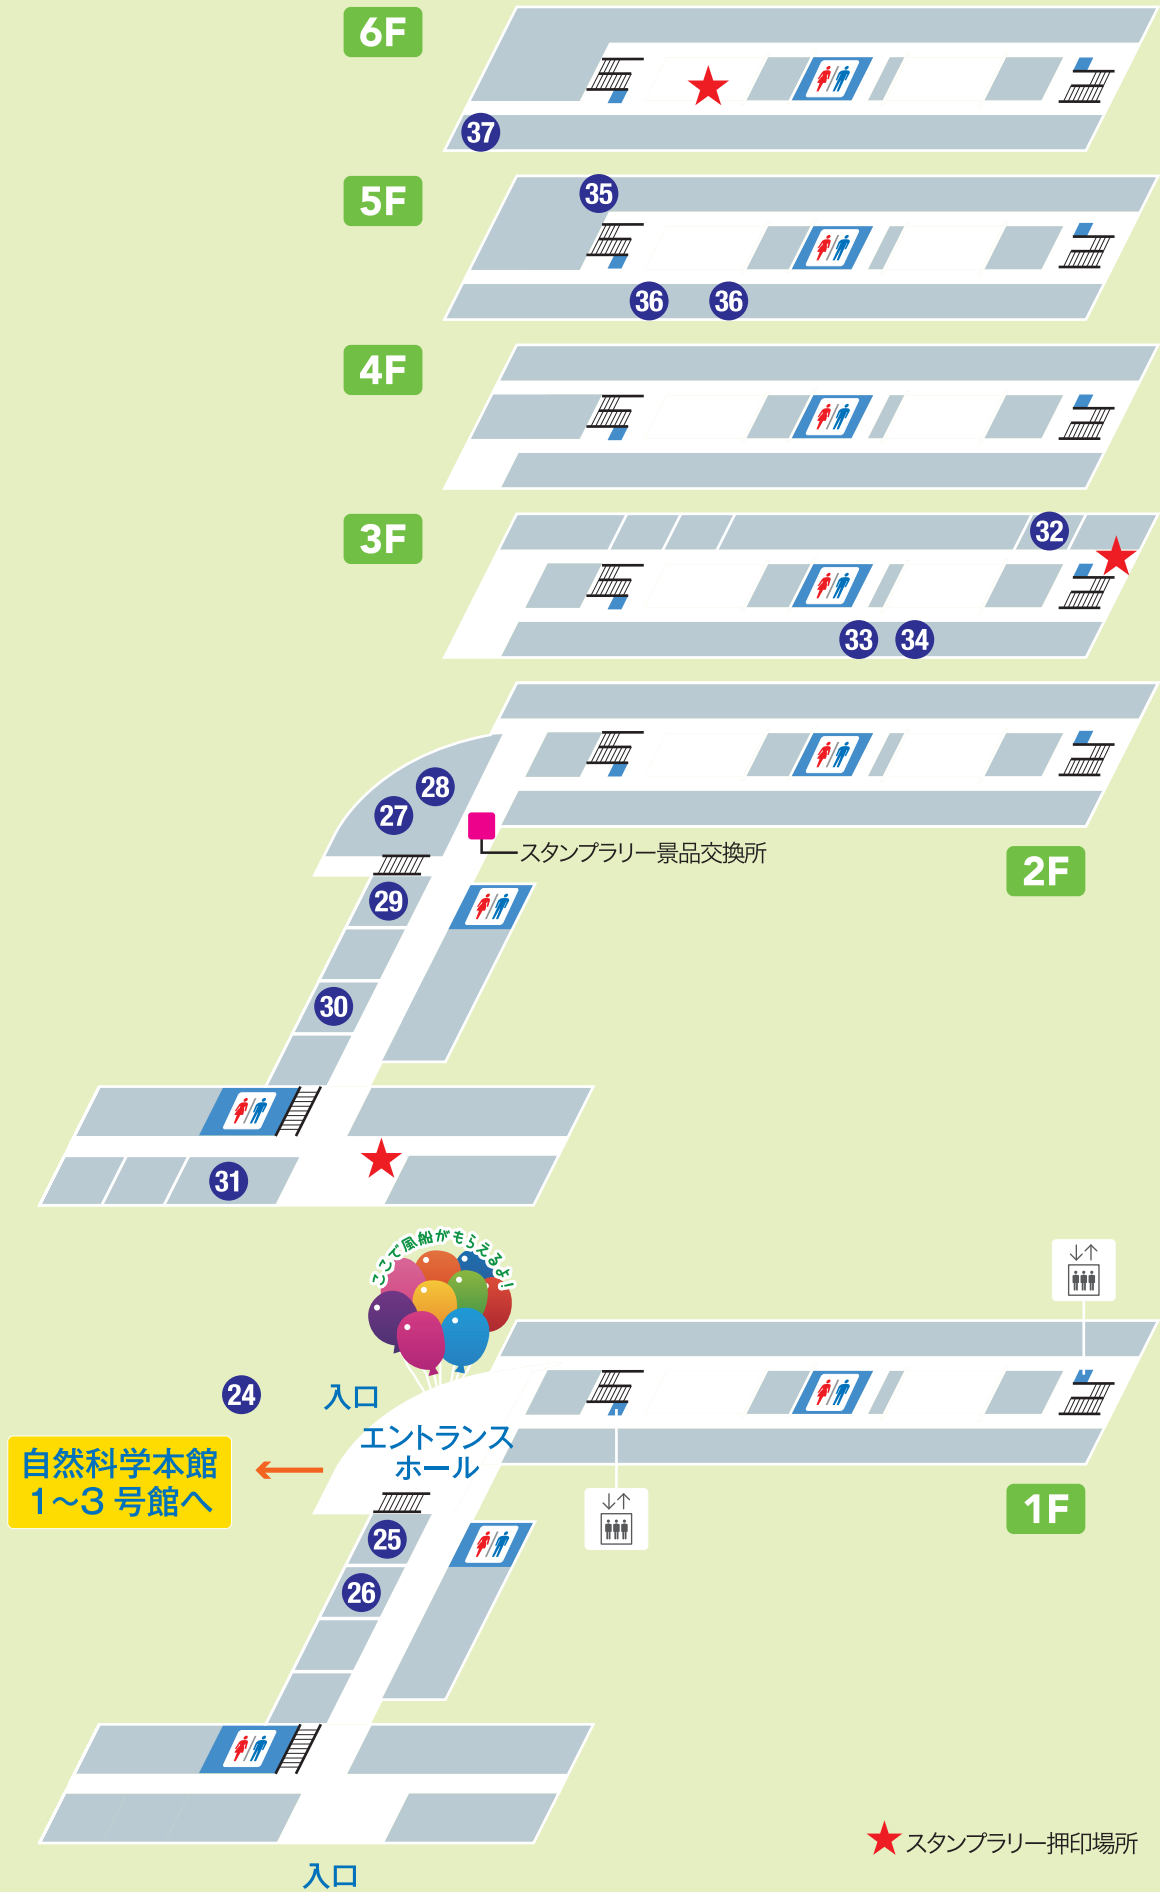 6F
37
5F
35
36
36
4F
3F
32
33
34
28
27
スタンプラリー景品交換所
2F
29
30
31
ここで風船がもらえるよ!
24
入口
エントランス
ホール
自然科学本館
1〜3 号館へ
1F
25
26
スタンプラリー押印場所
入口